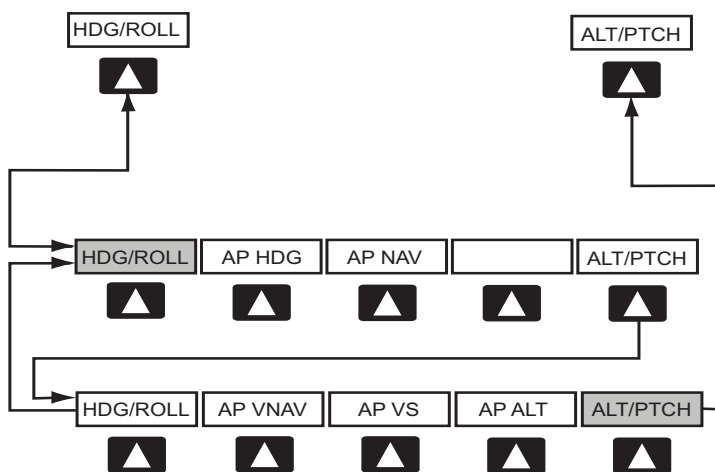 HDG/ROLL ALT/PTCH
HDG/ROLL AP HDG AP NAV ALT/PTCH
HDG/ROLL AP VNAV AP VS AP ALT ALT/PTCH